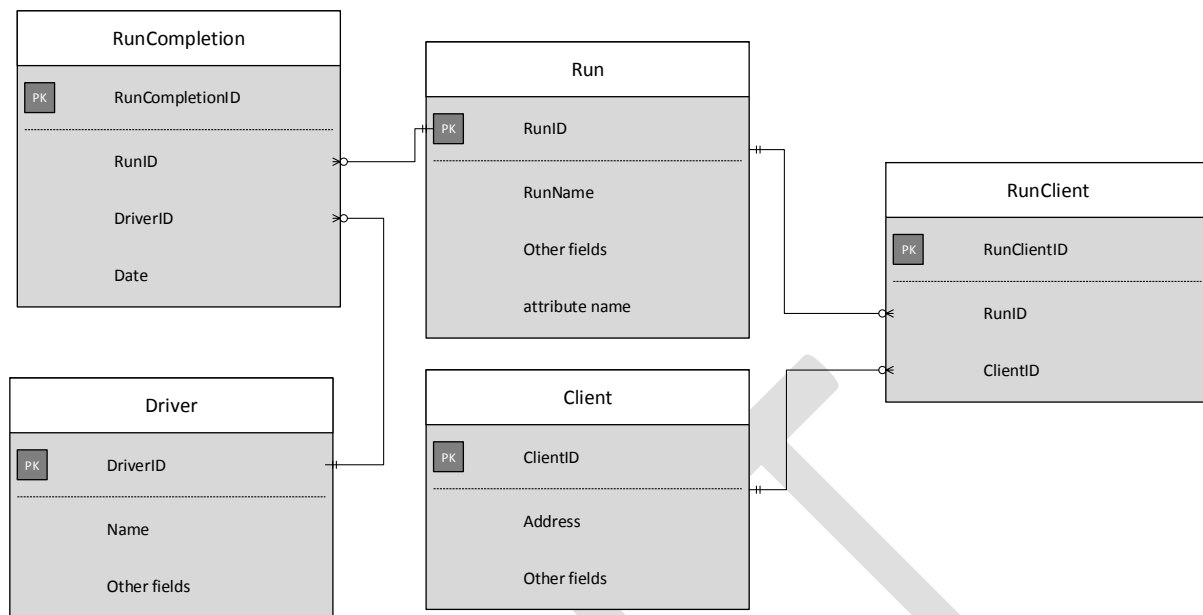 RunCompletion
PK RunCompletionID
RunID
DriverID
Date
Run
PK RunID
RunName
Other fields
attribute name
RunClient
PK RunClientID
RunID
ClientID
Driver
PK DriverID
Name
Other fields
Client
PK ClientID
Address
Other fields